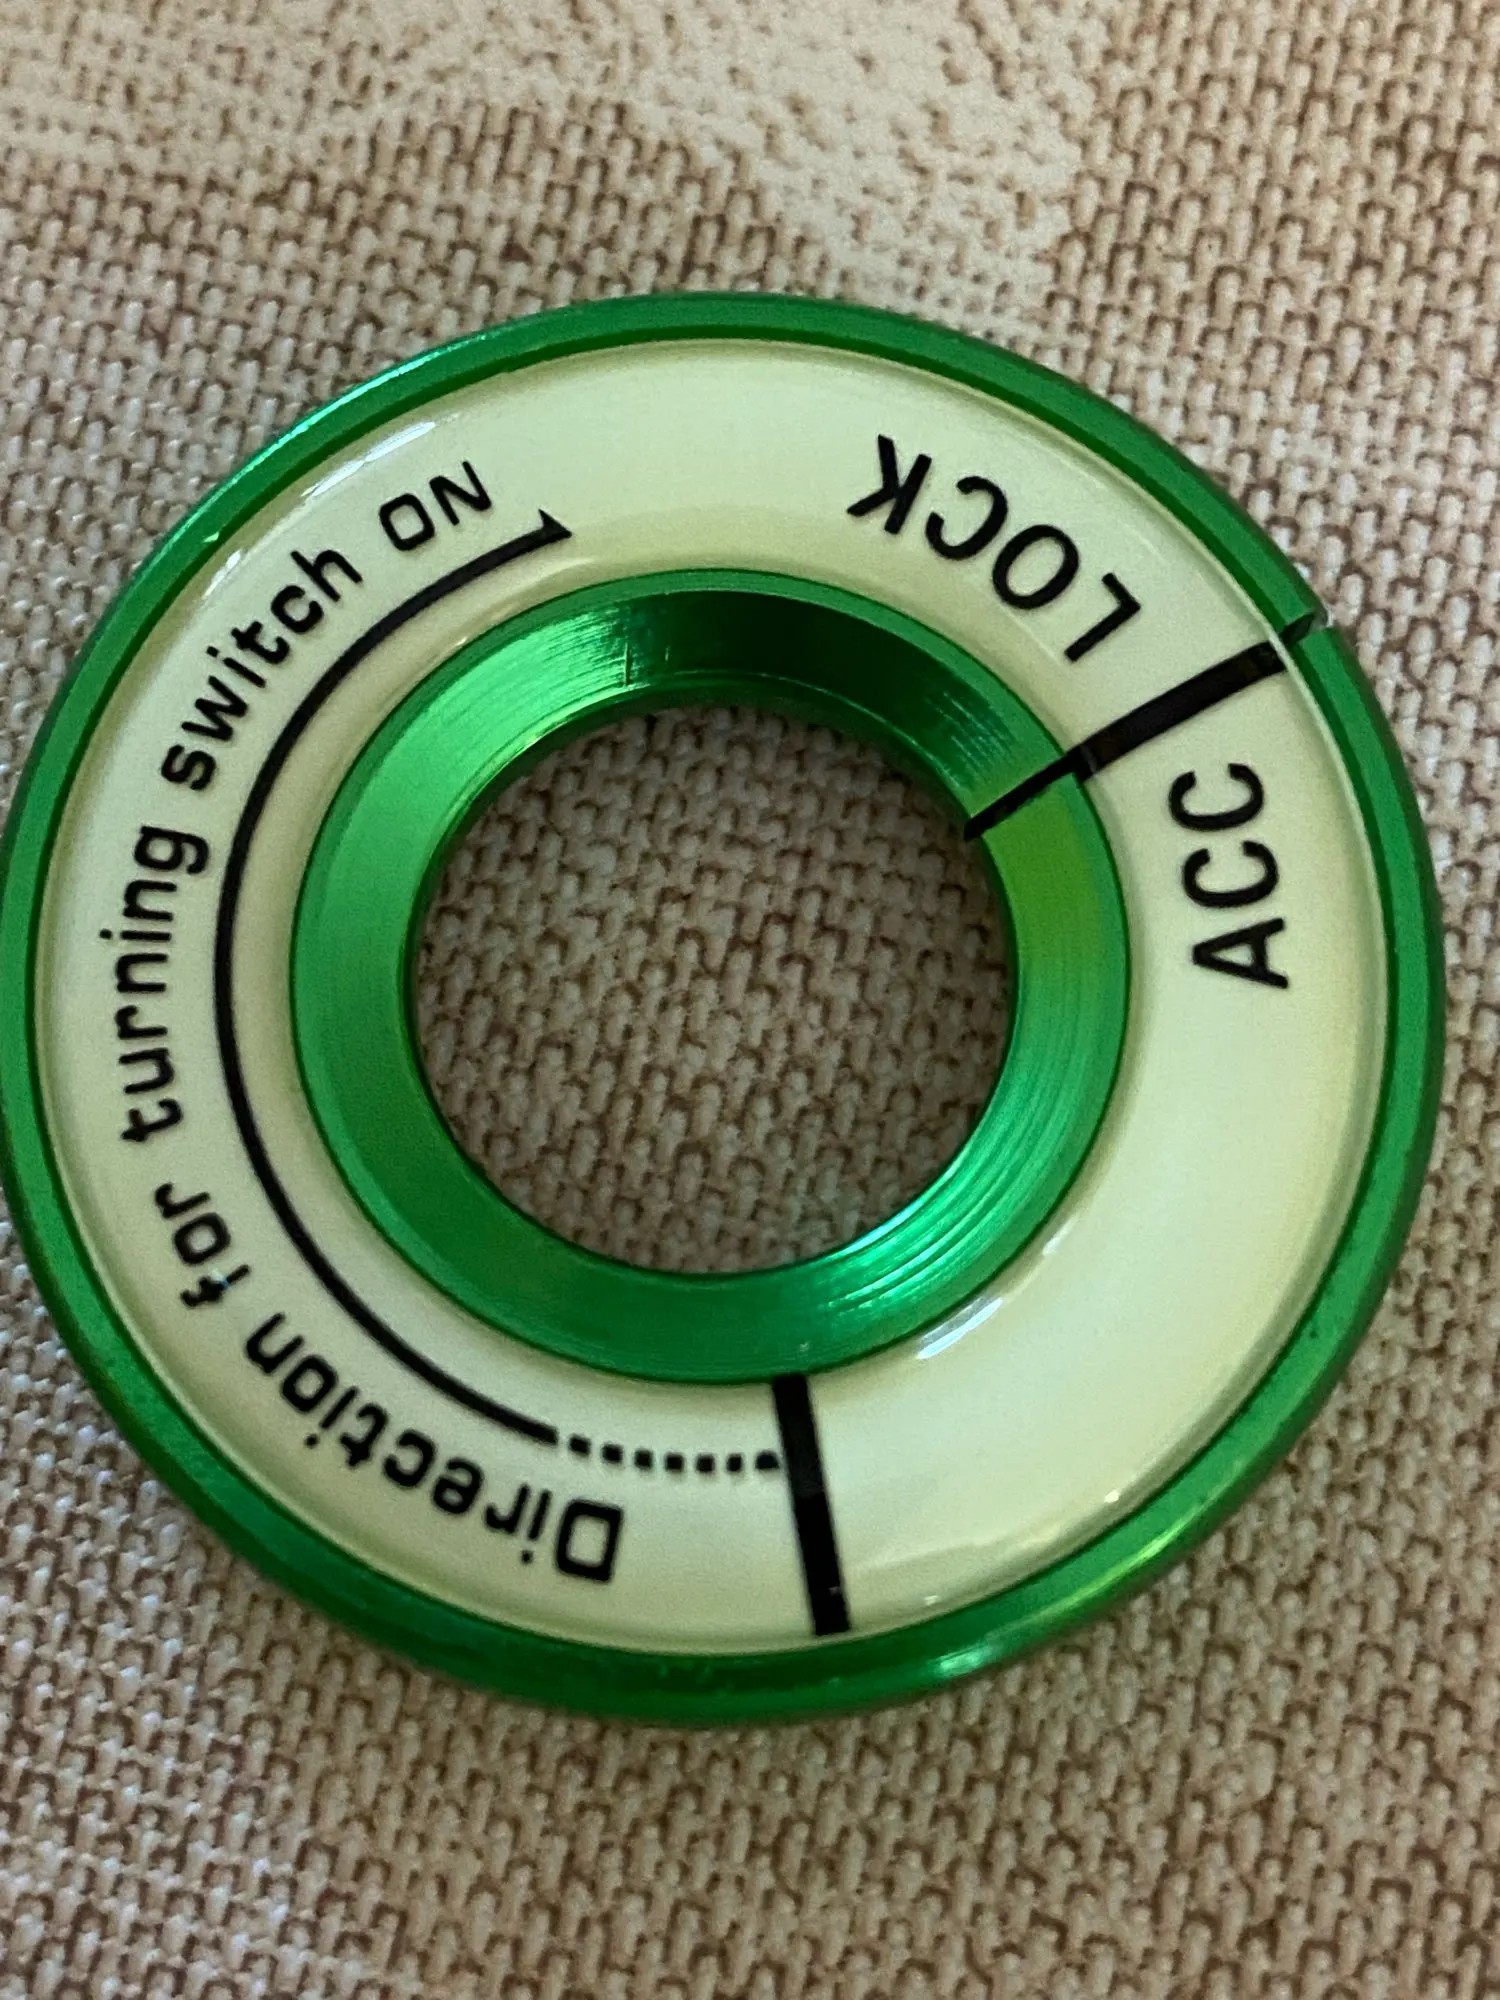 LOCK
ACC
Direction for turning switch ON